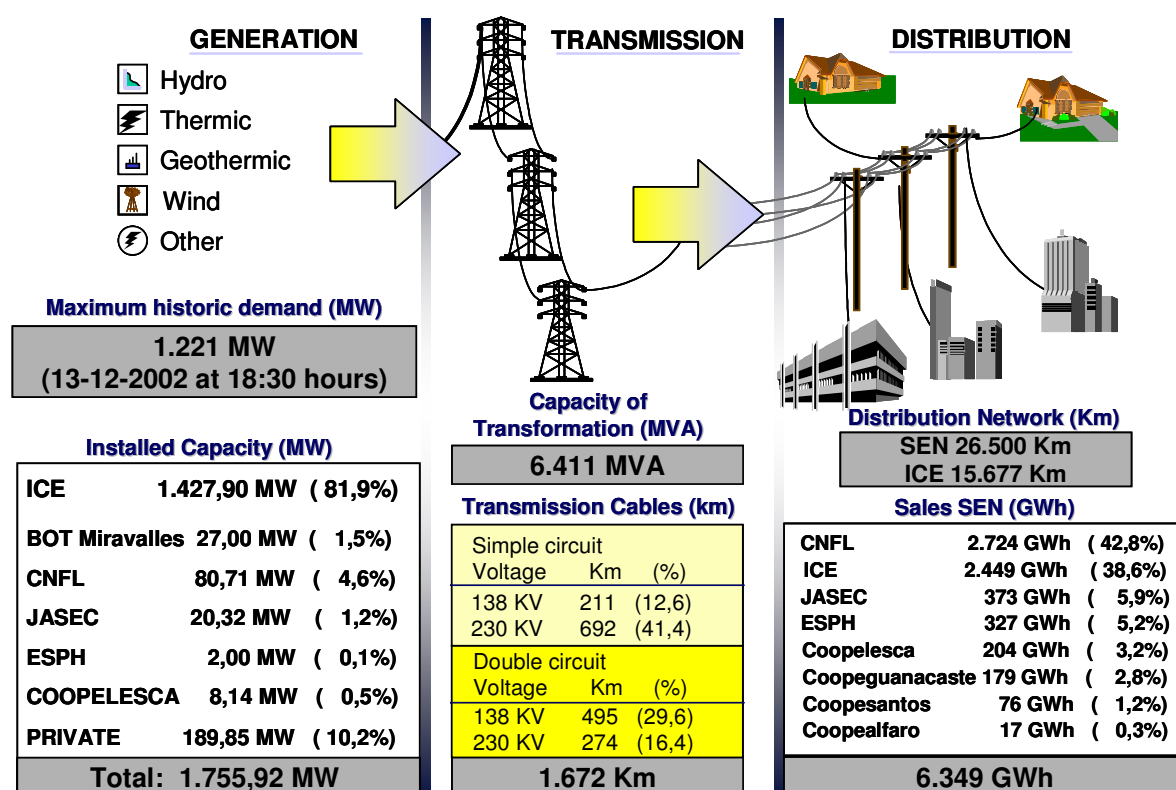 GENERATION
Hydro
Thermic
Geothermic
Wind
Other
Maximum historic demand (MW)
1.221 MW
(13-12-2002 at 18:30 hours)
Installed Capacity (MW)
ICE 1.427,90 MW ( 81,9%)
BOT Miravalles 27,00 MW ( 1,5%)
CNFL 80,71 MW ( 4,6%)
JASEC 20,32 MW ( 1,2%)
ESPH 2,00 MW ( 0,1%)
COOPELESCA 8,14 MW ( 0,5%)
PRIVATE 189,85 MW ( 10,2%)
Total: 1.755,92 MW
TRANSMISSION
Capacity of
Transformation (MVA)
6.411 MVA
Transmission Cables (km)
Simple circuit
Voltage Km (%)
138 KV 211 (12,6)
230 KV 692 (41,4)
Double circuit
Voltage Km (%)
138 KV 495 (29,6)
230 KV 274 (16,4)
1.672 Km
DISTRIBUTION
Distribution Network (Km)
SEN 26.500 Km
ICE 15.677 Km
Sales SEN (GWh)
CNFL 2.724 GWh ( 42,8%)
ICE 2.449 GWh ( 38,6%)
JASEC 373 GWh ( 5,9%)
ESPH 327 GWh ( 5,2%)
Coopelesca 204 GWh ( 3,2%)
Coopeguanacaste 179 GWh ( 2,8%)
Coopesantos 76 GWh ( 1,2%)
Coopealfaro 17 GWh ( 0,3%)
6.349 GWh